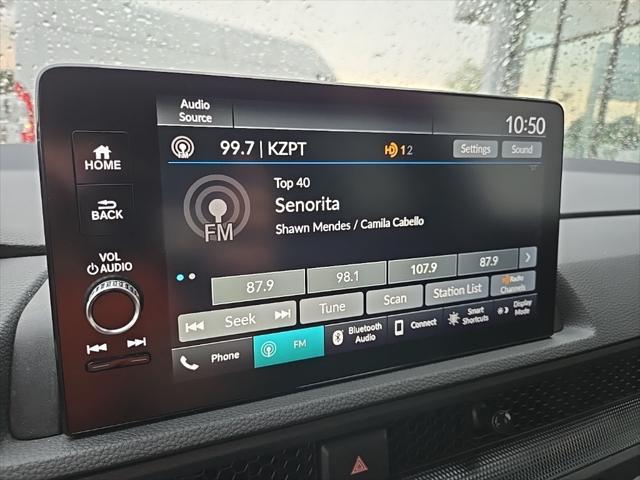 Audio Source
10:50
99.7 | KZPT
HD 1 2
Settings
Sound
HOME
BACK
VOL
AUDIO
FM
Top 40
Senorita
Shawn Mendes / Camila Cabello
87.9
98.1
107.9
87.9
Seek
Tune
Scan
Station List
HD Radio
Channels
Phone
FM
Bluetooth
Audio
Connect
Smart
Shortcuts
Display
Mode